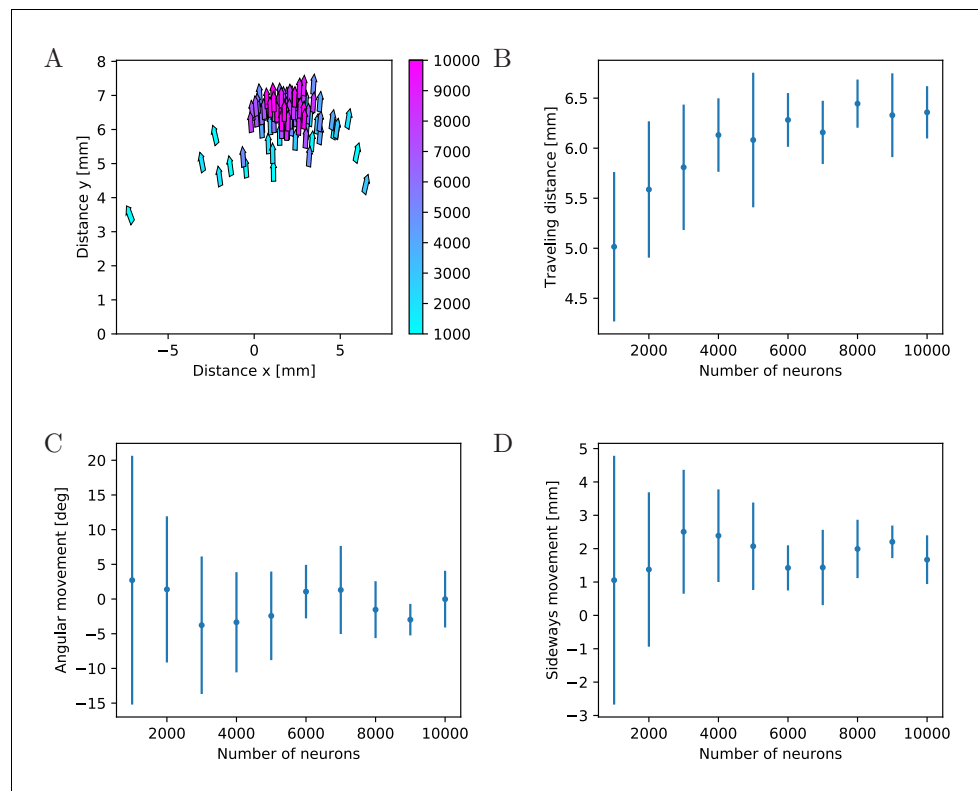 A
8
7
6
5
4
3
2
1
0
Distance y [mm]
−5
0
5
Distance x [mm]
10000
9000
8000
7000
6000
5000
4000
3000
2000
1000
B
6.5
6.0
5.5
5.0
4.5
Traveling distance [mm]
2000 4000 6000 8000 10000
Number of neurons
C
20
15
10
5
0
−5
−10
−15
Angular movement [deg]
2000 4000 6000 8000 10000
Number of neurons
D
5
4
3
2
1
0
−1
−2
−3
Sideways movement [mm]
2000 4000 6000 8000 10000
Number of neurons